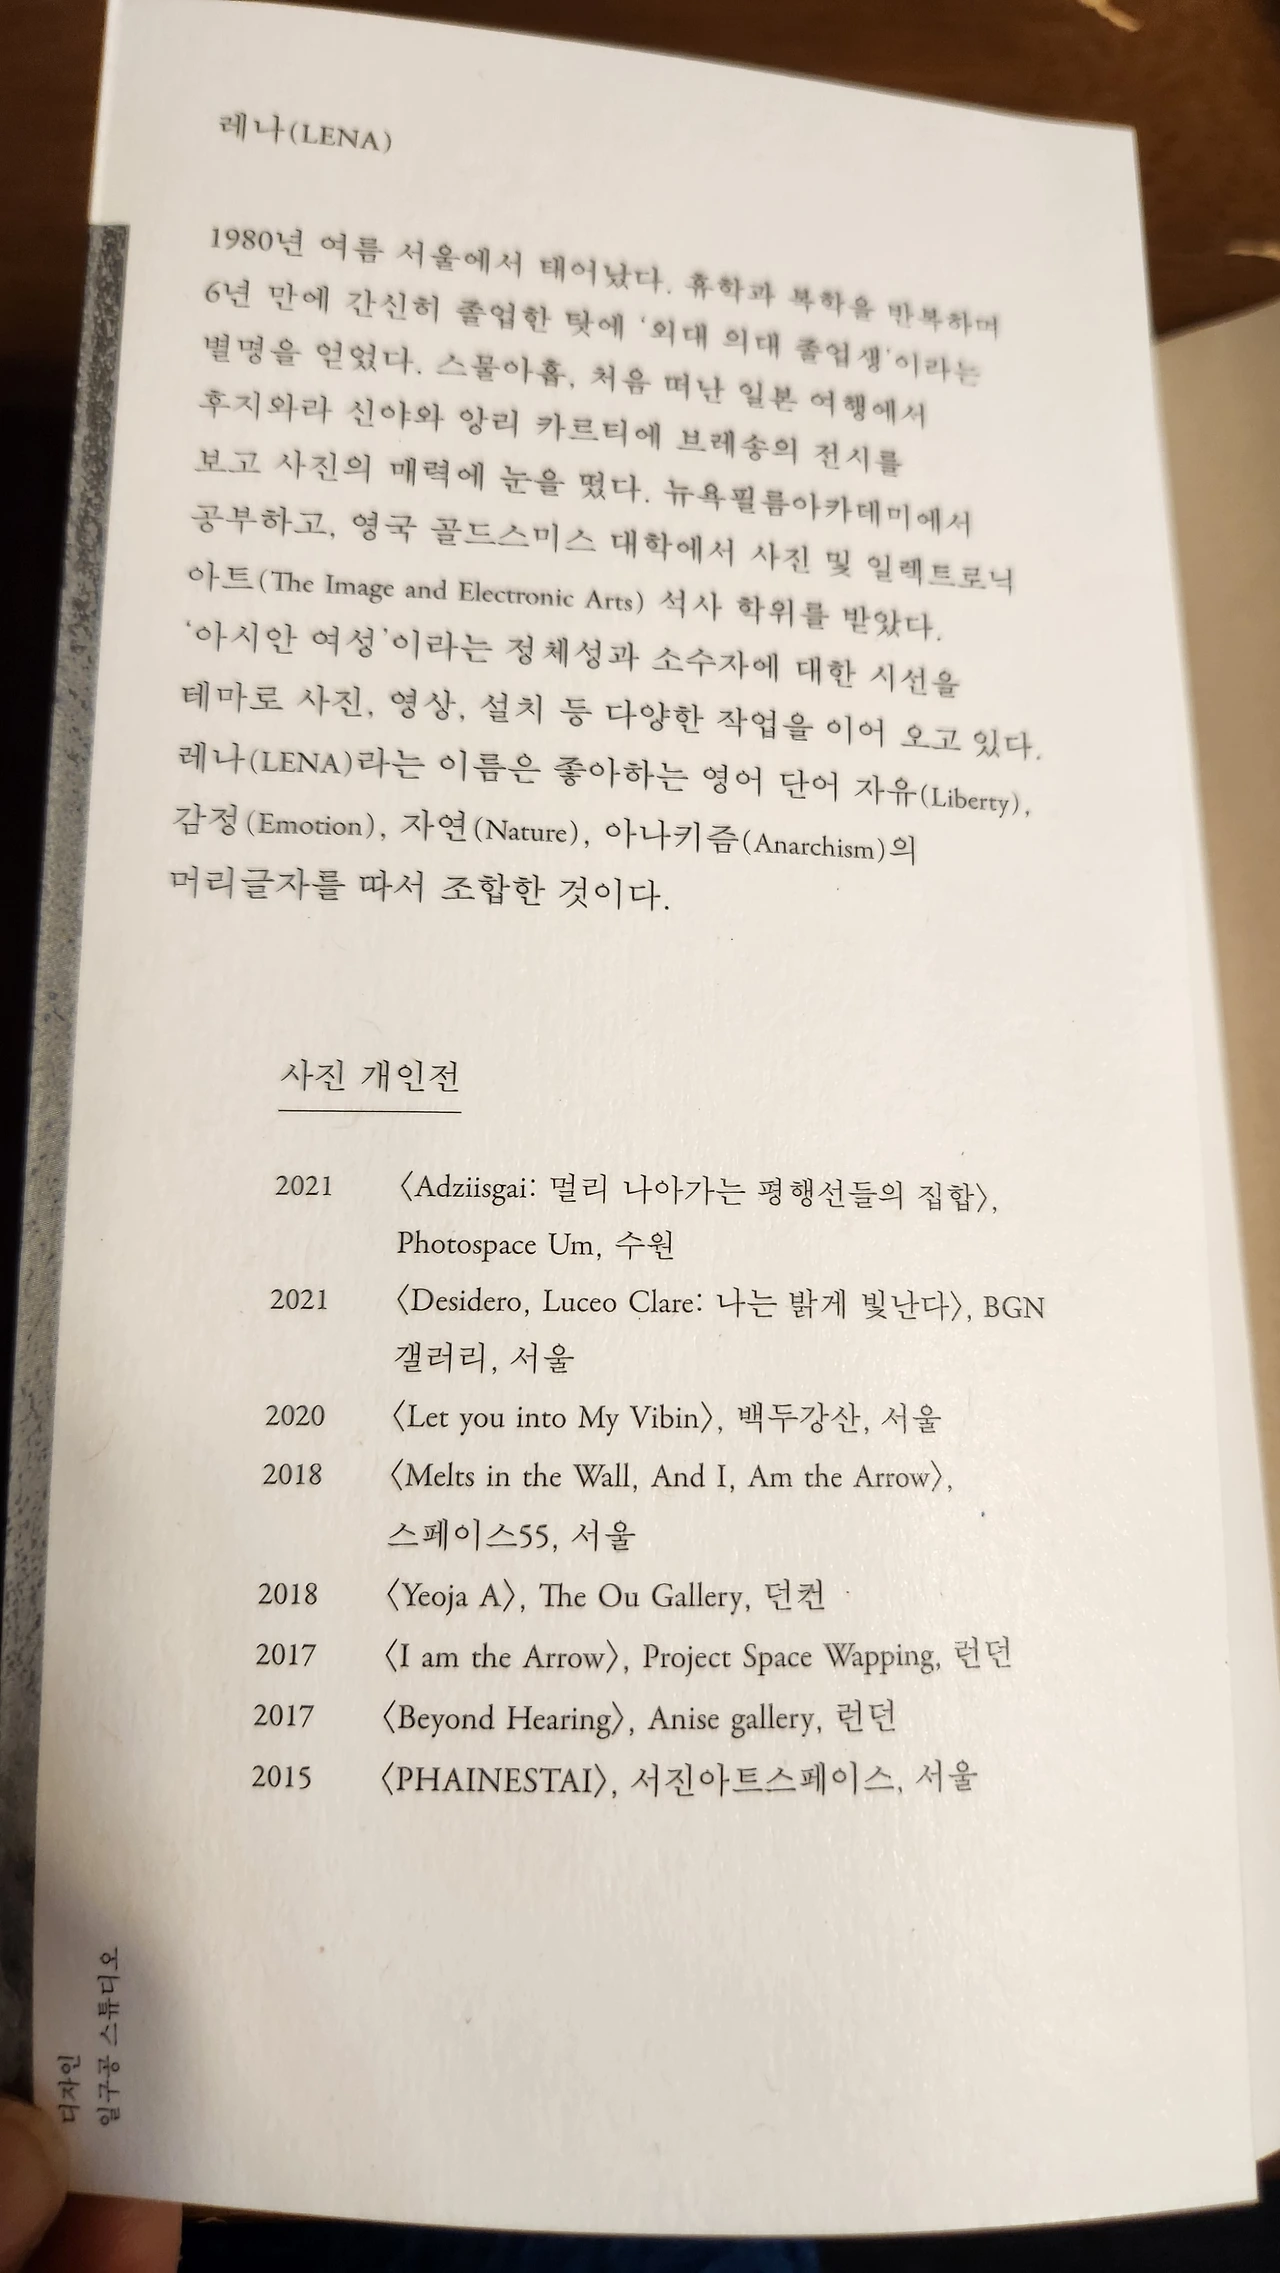 레나(LENA)
1980년 여름 서울에서 태어났다. 휴학과 복학을 반복하며
6년 만에 간신히 졸업한 탓에 ‘외대 의대 졸업생’이라는
별명을 얻었다. 스물아홉, 처음 떠난 일본 여행에서
후지와라 신야와 앙리 카르티에 브레송의 전시를
보고 사진의 매력에 눈을 떴다. 뉴욕필름아카데미에서
공부하고, 영국 골드스미스 대학에서 사진 및 일렉트로닉
아트(The Image and Electronic Arts) 석사 학위를 받았다.
‘아시안 여성’이라는 정체성과 소수자에 대한 시선을
테마로 사진, 영상, 설치 등 다양한 작업을 이어 오고 있다.
레나(LENA)라는 이름은 좋아하는 영어 단어 자유(Liberty),
감정(Emotion), 자연(Nature), 아나키즘(Anarchism)의
머리글자를 따서 조합한 것이다.
사진 개인전
2021 〈Adziisgai: 멀리 나아가는 평행선들의 집합〉,
Photospace Um, 수원
2021 〈Desidero, Luceo Clare: 나는 밝게 빛난다〉, BGN
갤러리, 서울
2020 〈Let you into My Vibin〉, 백두강산, 서울
2018 〈Melts in the Wall, And I, Am the Arrow〉,
스페이스55, 서울
2018 〈Yeoja A〉, The Ou Gallery, 던컨
2017 〈I am the Arrow〉, Project Space Wapping, 런던
2017 〈Beyond Hearing〉, Anise gallery, 런던
2015 〈PHAINESTAI〉, 서진아트스페이스, 서울
디자인
일구공 스튜디오